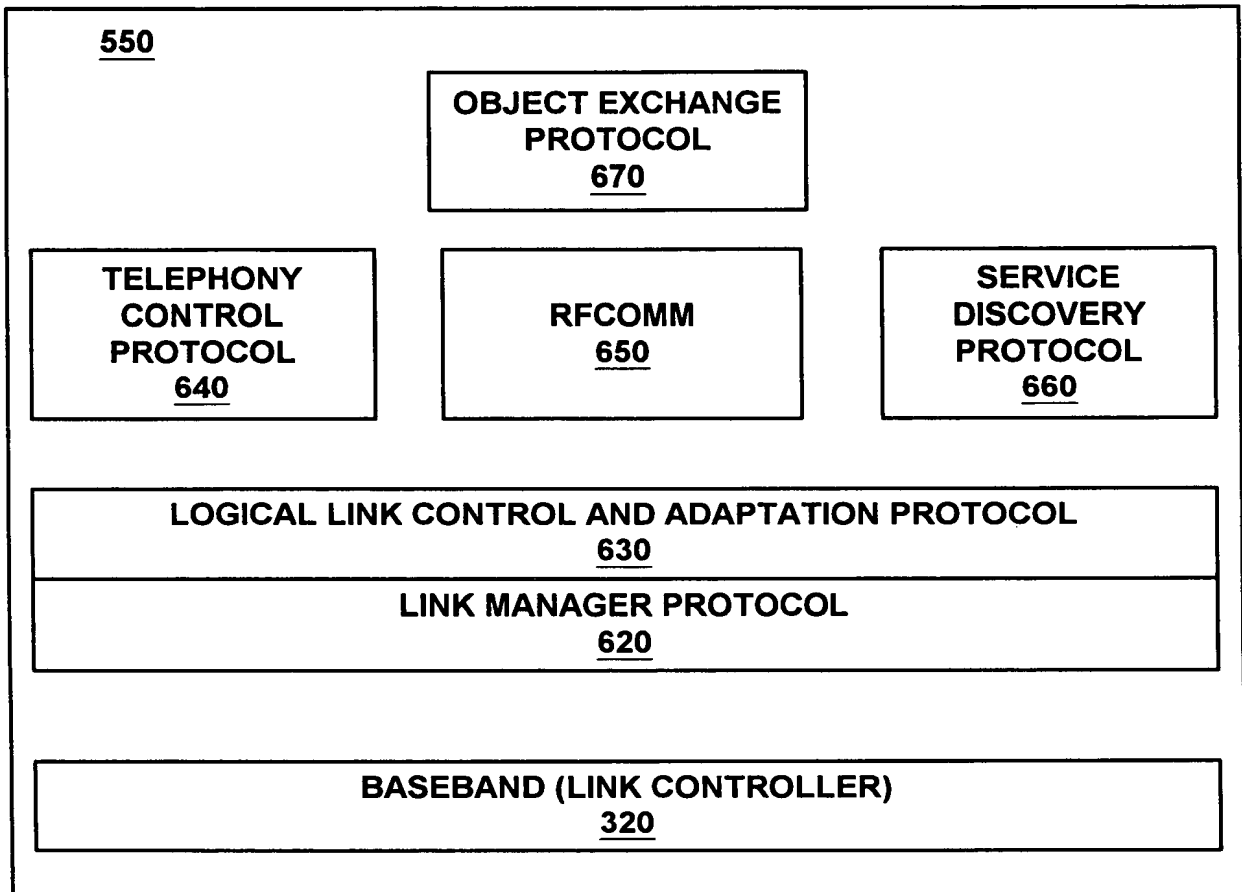 550
OBJECT EXCHANGE
PROTOCOL
670
TELEPHONY
CONTROL
PROTOCOL
640
RFCOMM
650
SERVICE
DISCOVERY
PROTOCOL
660
LOGICAL LINK CONTROL AND ADAPTATION PROTOCOL
630
LINK MANAGER PROTOCOL
620
BASEBAND (LINK CONTROLLER)
320